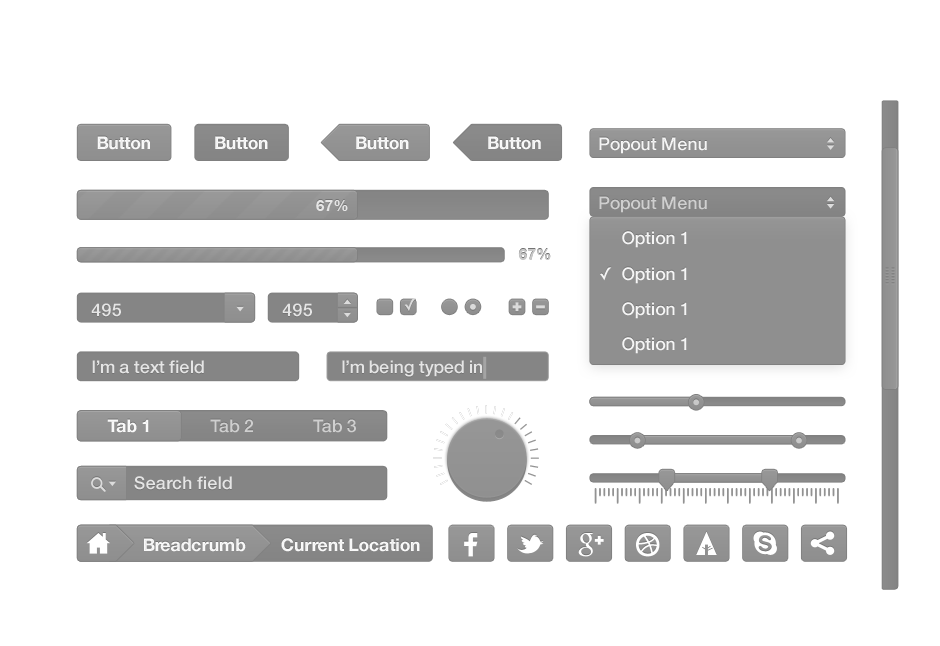 Button
Button
Button
Button
Popout Menu
67%
Popout Menu
Option 1
67%
Option 1
495
495
Option 1
Option 1
I'm a text field
I'm being typed in
Tab 1
Tab 2
Tab 3
Search field
Breadcrumb
Current Location